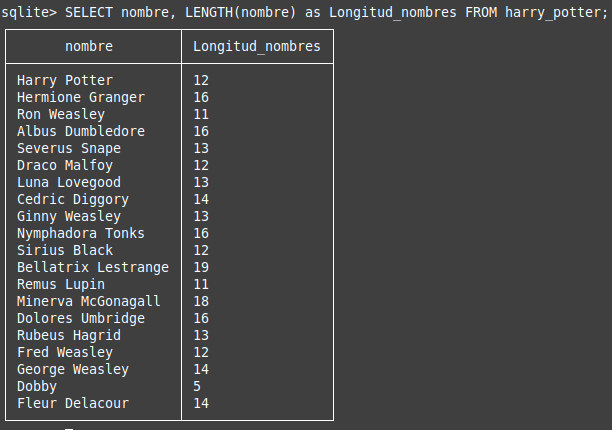 sqlite> SELECT nombre, LENGTH(nombre) as Longitud_nombres FROM harry_potter;
nombre Longitud_nombres
Harry Potter 12
Hermione Granger 16
Ron Weasley 11
Albus Dumbledore 16
Severus Snape 13
Draco Malfoy 12
Luna Lovegood 13
Cedric Diggory 14
Ginny Weasley 13
Nymphadora Tonks 16
Sirius Black 12
Bellatrix Lestrange 19
Remus Lupin 11
Minerva McGonagall 18
Dolores Umbridge 16
Rubeus Hagrid 13
Fred Weasley 12
George Weasley 14
Dobby 5
Fleur Delacour 14